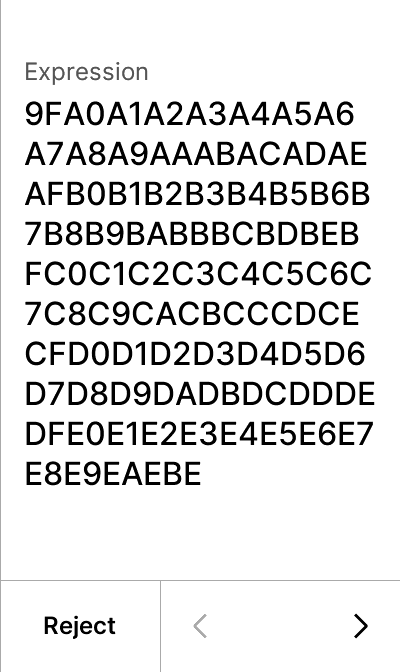 Expression
9FA0A1A2A3A4A5A6
A7A8A9AAABACADAE
AFB0B1B2B3B4B5B6B
7B8B9BABBBCBDBEB
FC0C1C2C3C4C5C6C
7C8C9CACBCCCDCE
CFD0D1D2D3D4D5D6
D7D8D9DADBDCDDDE
DFE0E1E2E3E4E5E6E7
E8E9EAEBE
Reject